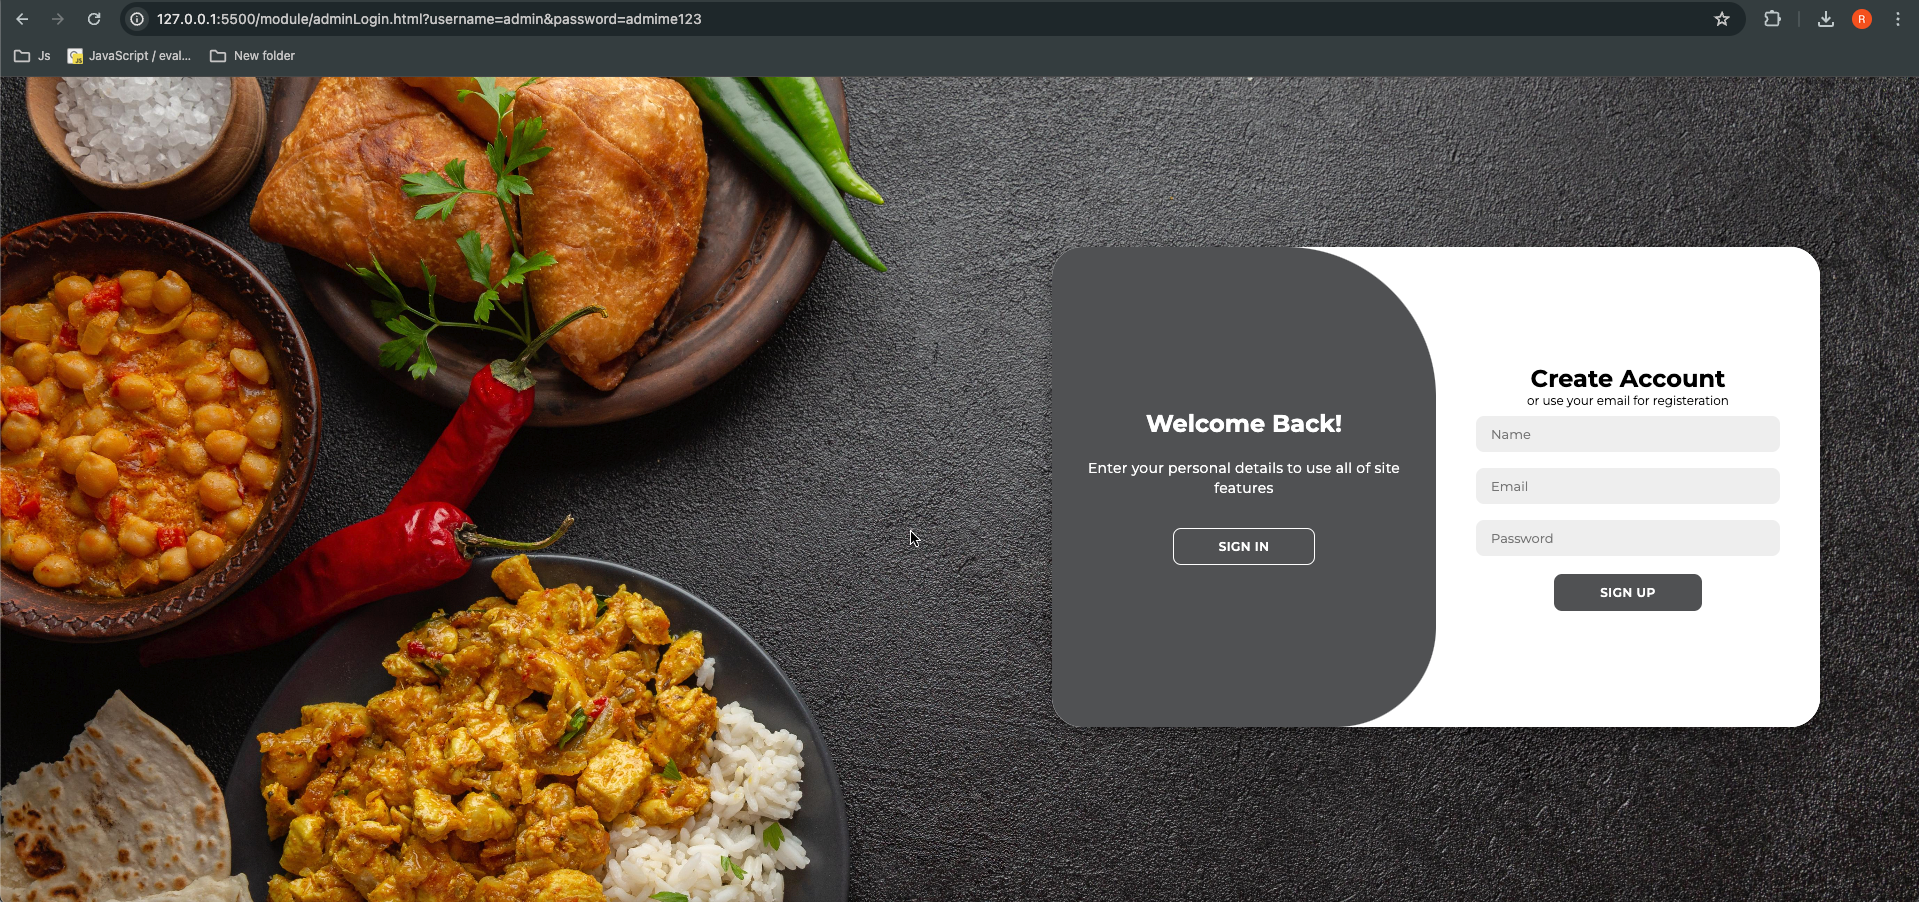 127.0.0.1:5500/module/adminLogin.html?username=admin&password=admime123
R
Js
JavaScript / eval...
New folder
Welcome Back!
Enter your personal details to use all of site
features
SIGN IN
Create Account
or use your email for registeration
Name
Email
Password
SIGN UP